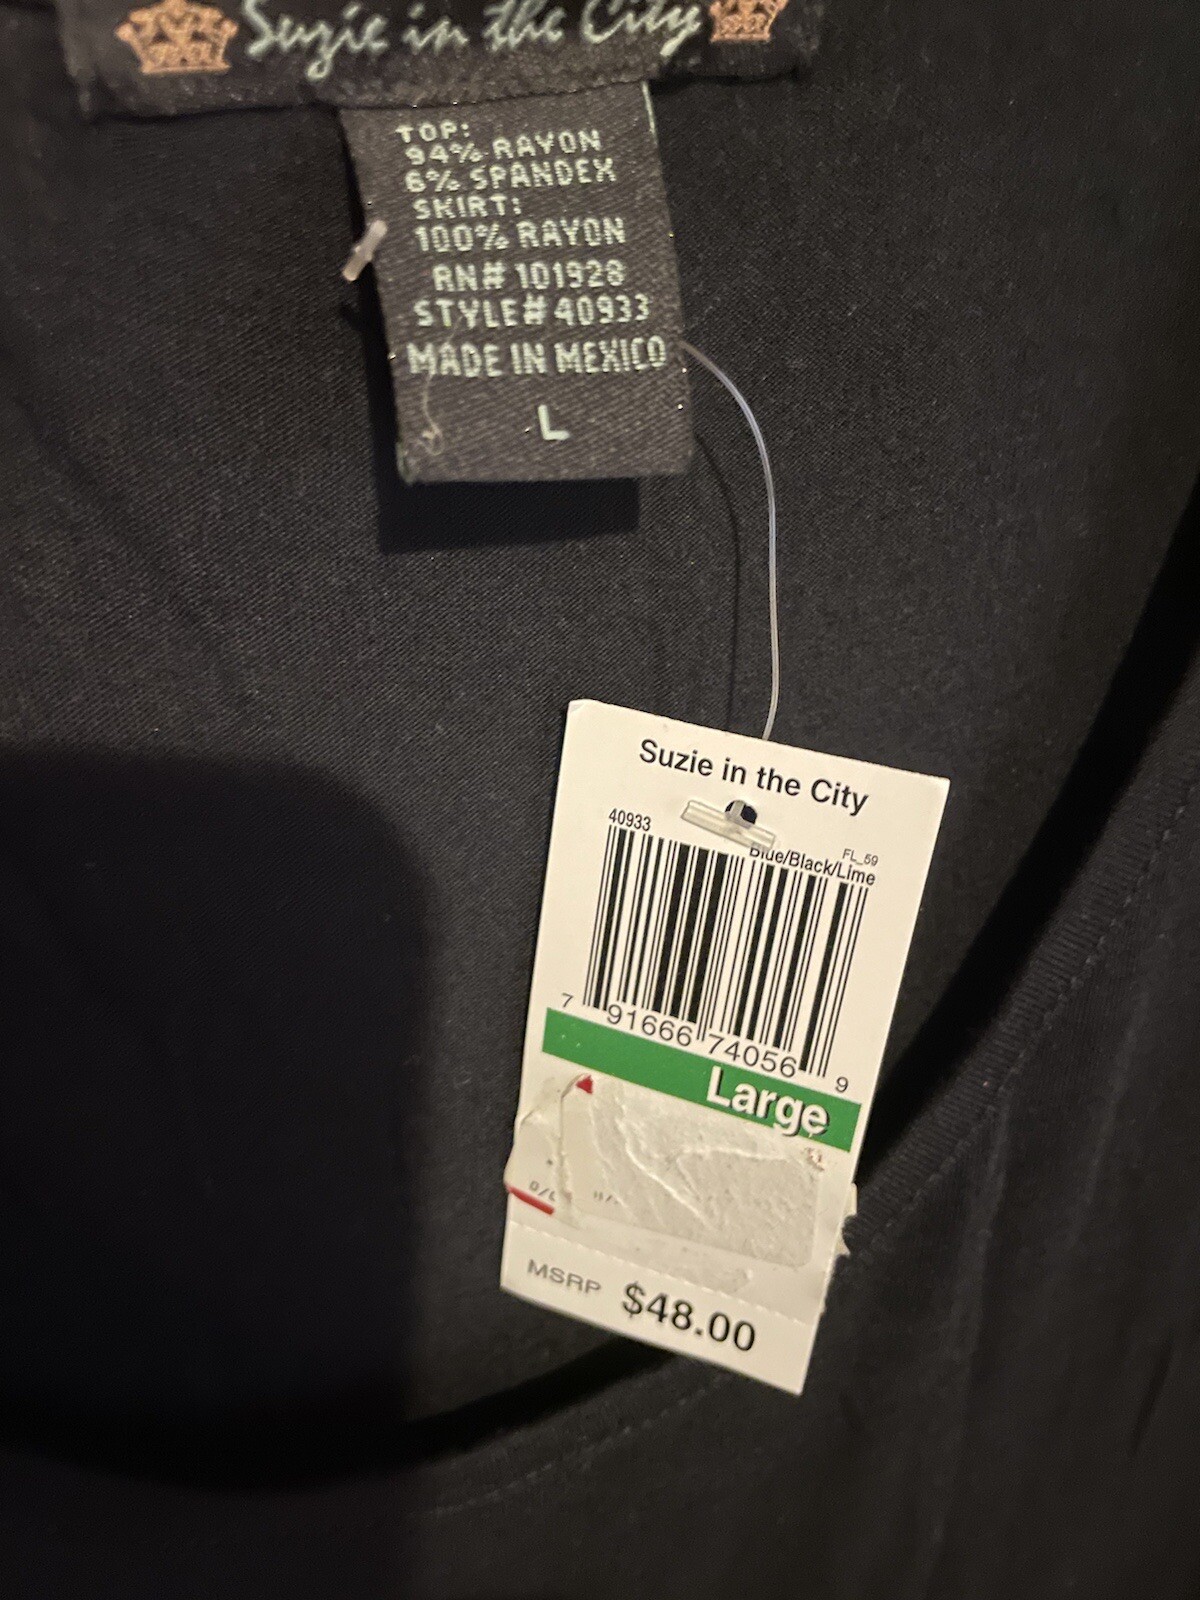 Suzie in the City
TOP:
94% RAYON
6% SPANDEX
SKIRT:
100% RAYON
RN# 101928
STYLE# 40933
MADE IN MEXICO
L
Suzie in the City
40933
FL_59
Blue/Black/Lime
7 91666 74056 9
Large
MSRP $48.00